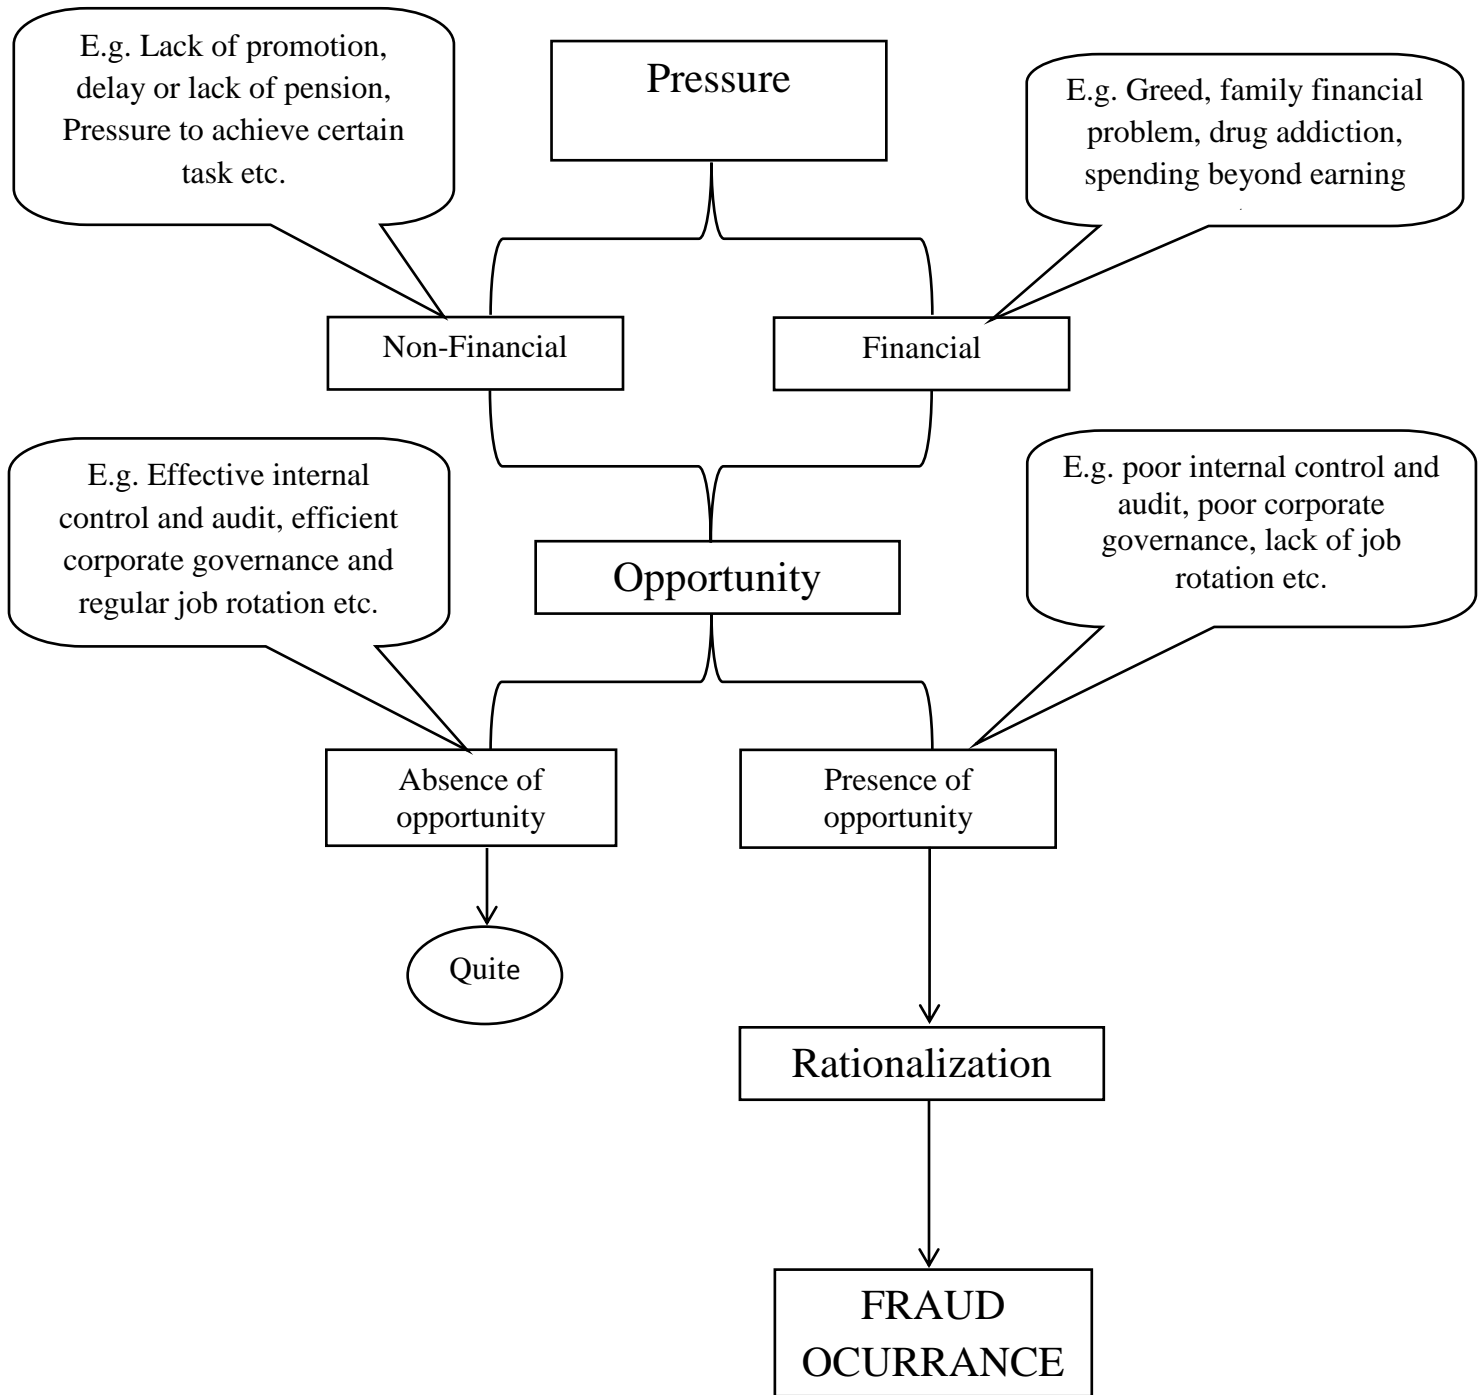 E.g. Lack of promotion,
delay or lack of pension,
Pressure to achieve certain
task etc.
Pressure
E.g. Greed, family financial
problem, drug addiction,
spending beyond earning
Non-Financial
Financial
E.g. Effective internal
control and audit, efficient
corporate governance and
regular job rotation etc.
E.g. poor internal control and
audit, poor corporate
governance, lack of job
rotation etc.
Opportunity
Absence of
opportunity
Presence of
opportunity
Quite
Rationalization
FRAUD
OCURRANCE